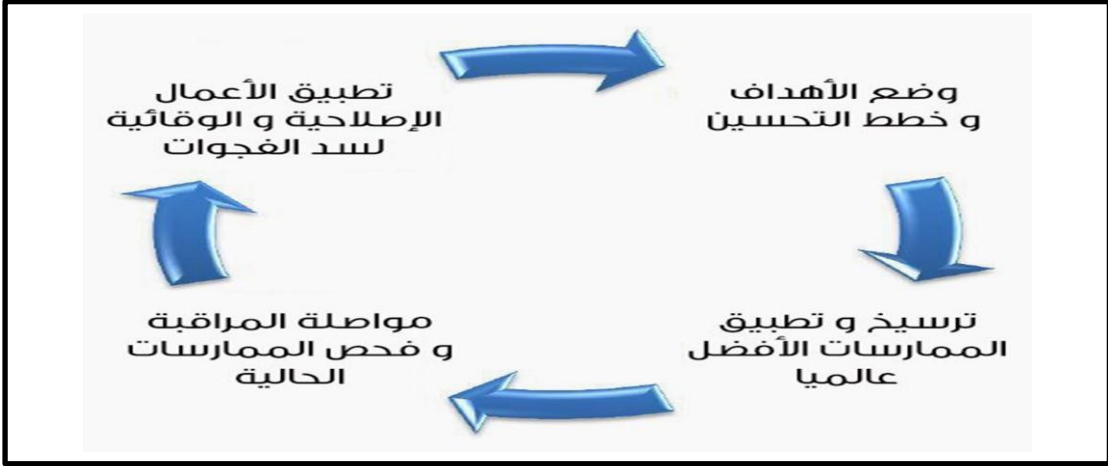 وضع الأهداف
و خطط التحسين
ترسيخ و تطبيق
الممارسات الأفضل
عالميا
مواصلة المراقبة
و فحص الممارسات
الحالية
تطبيق الأعمال
الإصلاحية و الوقائية
لسد الفجوات